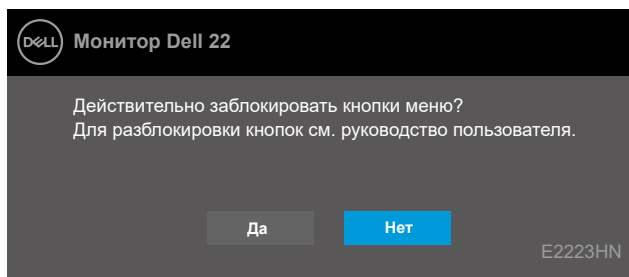 DELL Монитор Dell 22
Действительно заблокировать кнопки меню?
Для разблокировки кнопок см. руководство пользователя.
Да Нет
E2223HN